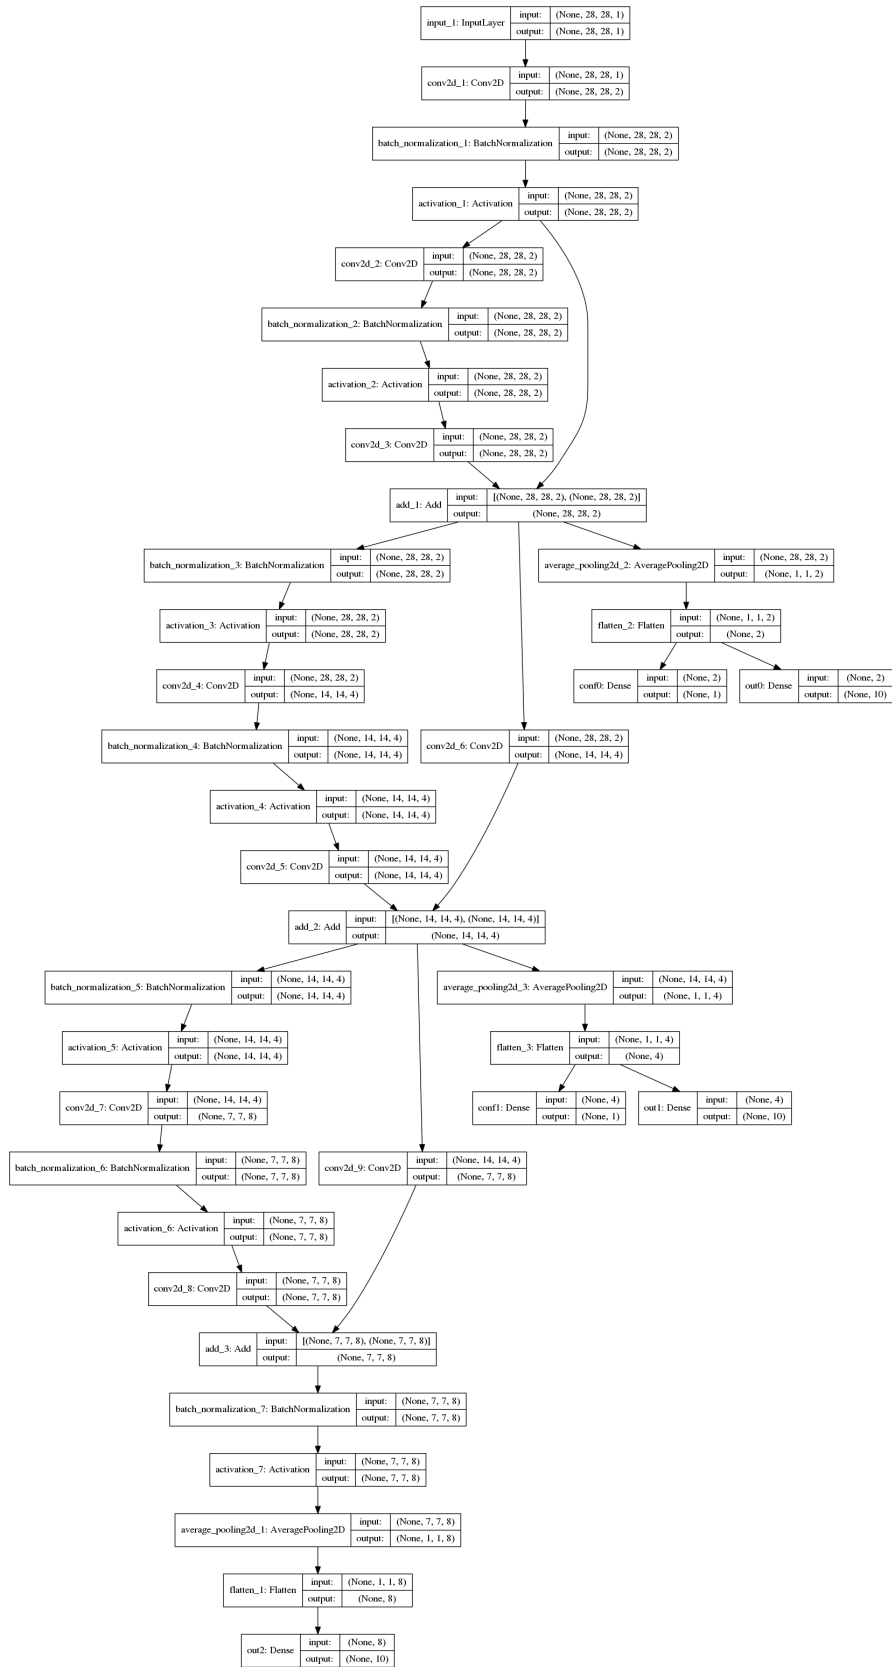 input_1: InputLayer
input: (None, 28, 28, 1)
output: (None, 28, 28, 1)
conv2d_1: Conv2D
input: (None, 28, 28, 1)
output: (None, 28, 28, 2)
batch_normalization_1: BatchNormalization
input: (None, 28, 28, 2)
output: (None, 28, 28, 2)
activation_1: Activation
input: (None, 28, 28, 2)
output: (None, 28, 28, 2)
conv2d_2: Conv2D
input: (None, 28, 28, 2)
output: (None, 28, 28, 2)
batch_normalization_2: BatchNormalization
input: (None, 28, 28, 2)
output: (None, 28, 28, 2)
activation_2: Activation
input: (None, 28, 28, 2)
output: (None, 28, 28, 2)
conv2d_3: Conv2D
input: (None, 28, 28, 2)
output: (None, 28, 28, 2)
add_1: Add
input: [(None, 28, 28, 2), (None, 28, 28, 2)]
output: (None, 28, 28, 2)
batch_normalization_3: BatchNormalization
input: (None, 28, 28, 2)
output: (None, 28, 28, 2)
average_pooling2d_2: AveragePooling2D
input: (None, 28, 28, 2)
output: (None, 1, 1, 2)
activation_3: Activation
input: (None, 28, 28, 2)
output: (None, 28, 28, 2)
flatten_2: Flatten
input: (None, 1, 1, 2)
output: (None, 2)
conv2d_4: Conv2D
input: (None, 28, 28, 2)
output: (None, 14, 14, 4)
conf0: Dense
input: (None, 2)
output: (None, 1)
out0: Dense
input: (None, 2)
output: (None, 10)
batch_normalization_4: BatchNormalization
input: (None, 14, 14, 4)
output: (None, 14, 14, 4)
conv2d_6: Conv2D
input: (None, 28, 28, 2)
output: (None, 14, 14, 4)
activation_4: Activation
input: (None, 14, 14, 4)
output: (None, 14, 14, 4)
conv2d_5: Conv2D
input: (None, 14, 14, 4)
output: (None, 14, 14, 4)
add_2: Add
input: [(None, 14, 14, 4), (None, 14, 14, 4)]
output: (None, 14, 14, 4)
batch_normalization_5: BatchNormalization
input: (None, 14, 14, 4)
output: (None, 14, 14, 4)
average_pooling2d_3: AveragePooling2D
input: (None, 14, 14, 4)
output: (None, 1, 1, 4)
activation_5: Activation
input: (None, 14, 14, 4)
output: (None, 14, 14, 4)
flatten_3: Flatten
input: (None, 1, 1, 4)
output: (None, 4)
conv2d_7: Conv2D
input: (None, 14, 14, 4)
output: (None, 7, 7, 8)
conf1: Dense
input: (None, 4)
output: (None, 1)
out1: Dense
input: (None, 4)
output: (None, 10)
batch_normalization_6: BatchNormalization
input: (None, 7, 7, 8)
output: (None, 7, 7, 8)
conv2d_9: Conv2D
input: (None, 14, 14, 4)
output: (None, 7, 7, 8)
activation_6: Activation
input: (None, 7, 7, 8)
output: (None, 7, 7, 8)
conv2d_8: Conv2D
input: (None, 7, 7, 8)
output: (None, 7, 7, 8)
add_3: Add
input: [(None, 7, 7, 8), (None, 7, 7, 8)]
output: (None, 7, 7, 8)
batch_normalization_7: BatchNormalization
input: (None, 7, 7, 8)
output: (None, 7, 7, 8)
activation_7: Activation
input: (None, 7, 7, 8)
output: (None, 7, 7, 8)
average_pooling2d_1: AveragePooling2D
input: (None, 7, 7, 8)
output: (None, 1, 1, 8)
flatten_1: Flatten
input: (None, 1, 1, 8)
output: (None, 8)
out2: Dense
input: (None, 8)
output: (None, 10)